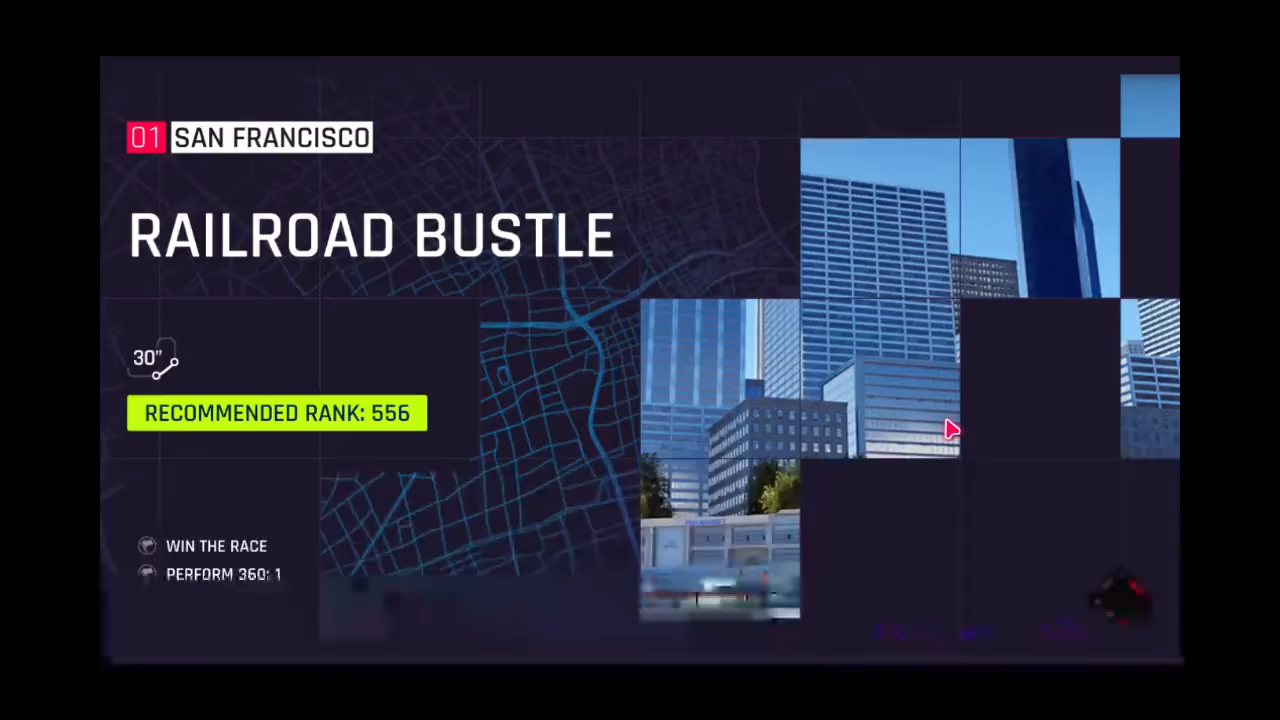 01 SAN FRANCISCO
RAILROAD BUSTLE
30"
RECOMMENDED RANK: 556
WIN THE RACE
PERFORM 360: 1